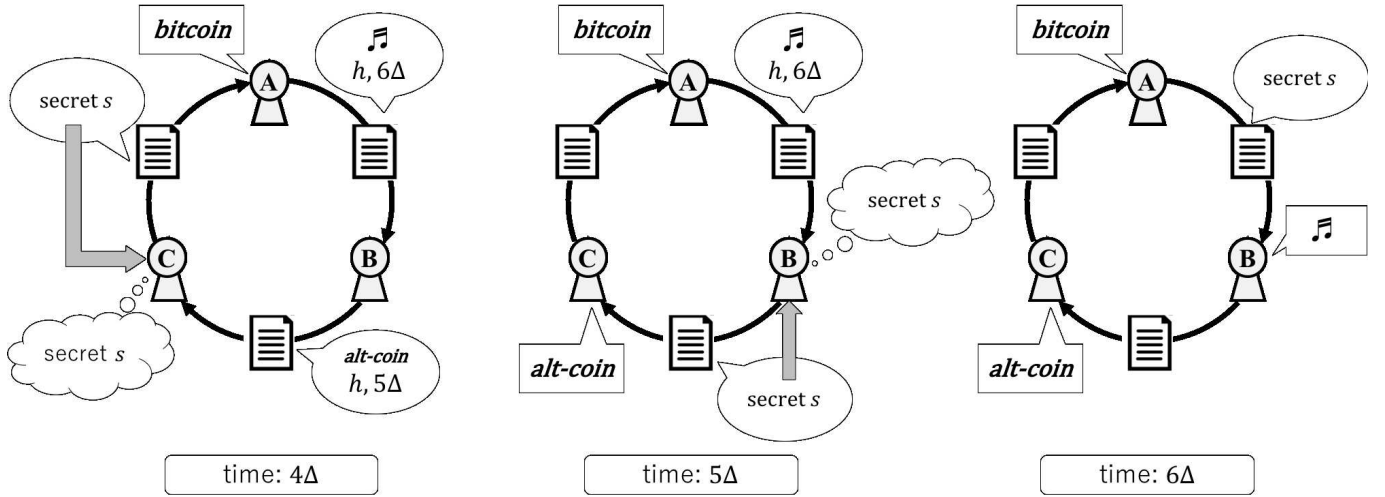 bitcoin
♬
h, 6Δ
secret s
A
C
B
secret s
alt-coin
h, 5Δ
time: 4Δ
bitcoin
♬
h, 6Δ
A
secret s
C
B
alt-coin
secret s
time: 5Δ
bitcoin
secret s
A
♬
C
B
alt-coin
time: 6Δ